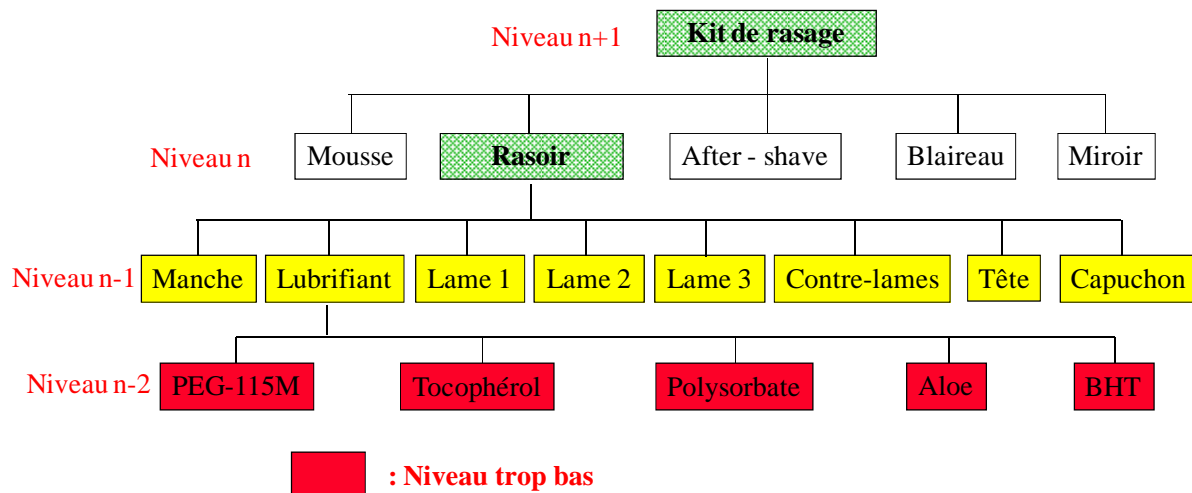 Niveau n+1 Kit de rasage
Niveau n Mousse Rasoir After - shave Blaireau Miroir
Niveau n-1 Manche Lubrifiant Lame 1 Lame 2 Lame 3 Contre-lames Tête Capuchon
Niveau n-2 PEG-115M Tocophérol Polysorbate Aloe BHT
: Niveau trop bas